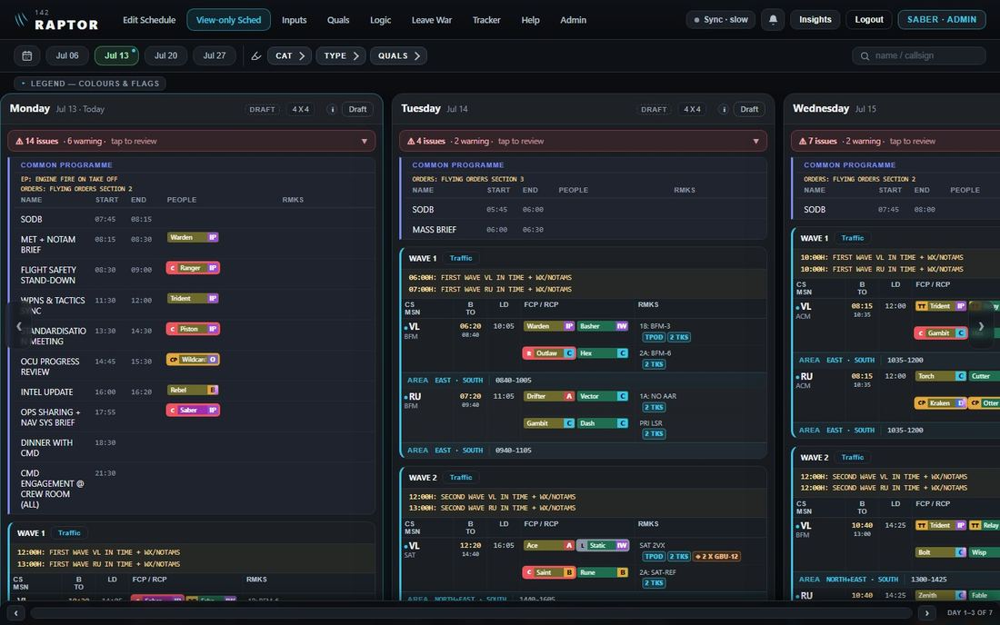 142
RAPTOR
Edit Schedule View-only Sched Inputs Quals Logic Leave War Tracker Help Admin
Sync · slow Insights Logout SABER · ADMIN
Jul 06 Jul 13 Jul 20 Jul 27 CAT TYPE QUALS name / callsign
LEGEND — COLOURS & FLAGS
Monday Jul 13 · Today DRAFT 4X4 i Draft
14 issues · 6 warning · tap to review
COMMON PROGRAMME
EP: ENGINE FIRE ON TAKE OFF
ORDERS: FLYING ORDERS SECTION 2
NAME START END PEOPLE RMKS
SODB 07:45 08:15
MET + NOTAM BRIEF 08:15 08:30 Warden IP
FLIGHT SAFETY STAND-DOWN 08:30 09:00 C Ranger IP
WPNS & TACTICS SYNC 11:30 12:00 Trident IP
STANDARDISATIO
N MEETING 13:30 14:30 C Piston IP
OCU PROGRESS REVIEW 14:45 15:30 CP Wildcar O
INTEL UPDATE 16:00 16:20 Rebel B
OPS SHARING + NAV SYS BRIEF 17:55 C Saber IP
DINNER WITH CMD 18:30
CMD ENGAGEMENT @ CREW ROOM (ALL) 21:30
WAVE 1 Traffic
12:00H: FIRST WAVE VL IN TIME + WX/NOTAMS
13:00H: FIRST WAVE RU IN TIME + WX/NOTAMS
CS MSN B TO LD FCP / RCP RMKS
Tuesday Jul 14 DRAFT 4X4 i Draft
4 issues · 2 warning · tap to review
COMMON PROGRAMME
ORDERS: FLYING ORDERS SECTION 3
NAME START END PEOPLE RMKS
SODB 05:45 06:00
MASS BRIEF 06:00 06:30
WAVE 1 Traffic
06:00H: FIRST WAVE VL IN TIME + WX/NOTAMS
07:00H: FIRST WAVE RU IN TIME + WX/NOTAMS
CS MSN B TO LD FCP / RCP RMKS
VL 06:20 10:05 Warden IP Basher IW 1B: BFM-3
BFM 08:40 TPOD 2 TKS
R Outlaw C Hex C 2A: BFM-6
2 TKS
AREA EAST · SOUTH 0840-1005
RU 07:20 11:05 Drifter A Vector C 1A: NO AAR
BFM 09:40 2 TKS
Gambit C Dash C PRI LSR
2 TKS
AREA EAST · SOUTH 0940-1105
WAVE 2 Traffic
12:00H: SECOND WAVE VL IN TIME + WX/NOTAMS
13:00H: SECOND WAVE RU IN TIME + WX/NOTAMS
CS MSN B TO LD FCP / RCP RMKS
VL 12:20 16:05 Ace A L Static IW SAT 2VX
SAT 14:40 TPOD 2 TKS 2 X GBU-12
C Saint B Rune B 2A: SAT-REF
2 TKS
AREA NORTH+EAST · SOUTH 1440-1605
Wednesday Jul 15
7 issues · 2 warning · tap to review
COMMON PROGRAMME
ORDERS: FLYING ORDERS SECTION 2
NAME START END PEOPLE
SODB 07:45 08:00
WAVE 1 Traffic
10:00H: FIRST WAVE VL IN TIME + WX/NOTAMS
10:00H: FIRST WAVE RU IN TIME + WX/NOTAMS
CS MSN B TO LD FCP / RCP
VL 08:15 12:00 TT Trident IP
ACM 10:35
C Gambit C
AREA EAST · SOUTH 1035-1200
RU 08:15 12:00 Torch C Cutter
ACM 10:35
CP Kraken D CP Otter
AREA EAST · SOUTH 1035-1200
WAVE 2 Traffic
12:00H: SECOND WAVE VL IN TIME + WX/NOTAMS
12:00H: SECOND WAVE RU IN TIME + WX/NOTAMS
CS MSN B TO LD FCP / RCP
VL 10:40 14:25 TT Trident IP TT Relay
BFM 13:00
Bolt C Wisp
AREA NORTH+EAST · SOUTH 1300-1425
RU 10:40 14:25 Zenith C Fable
DAY 1–3 OF 7